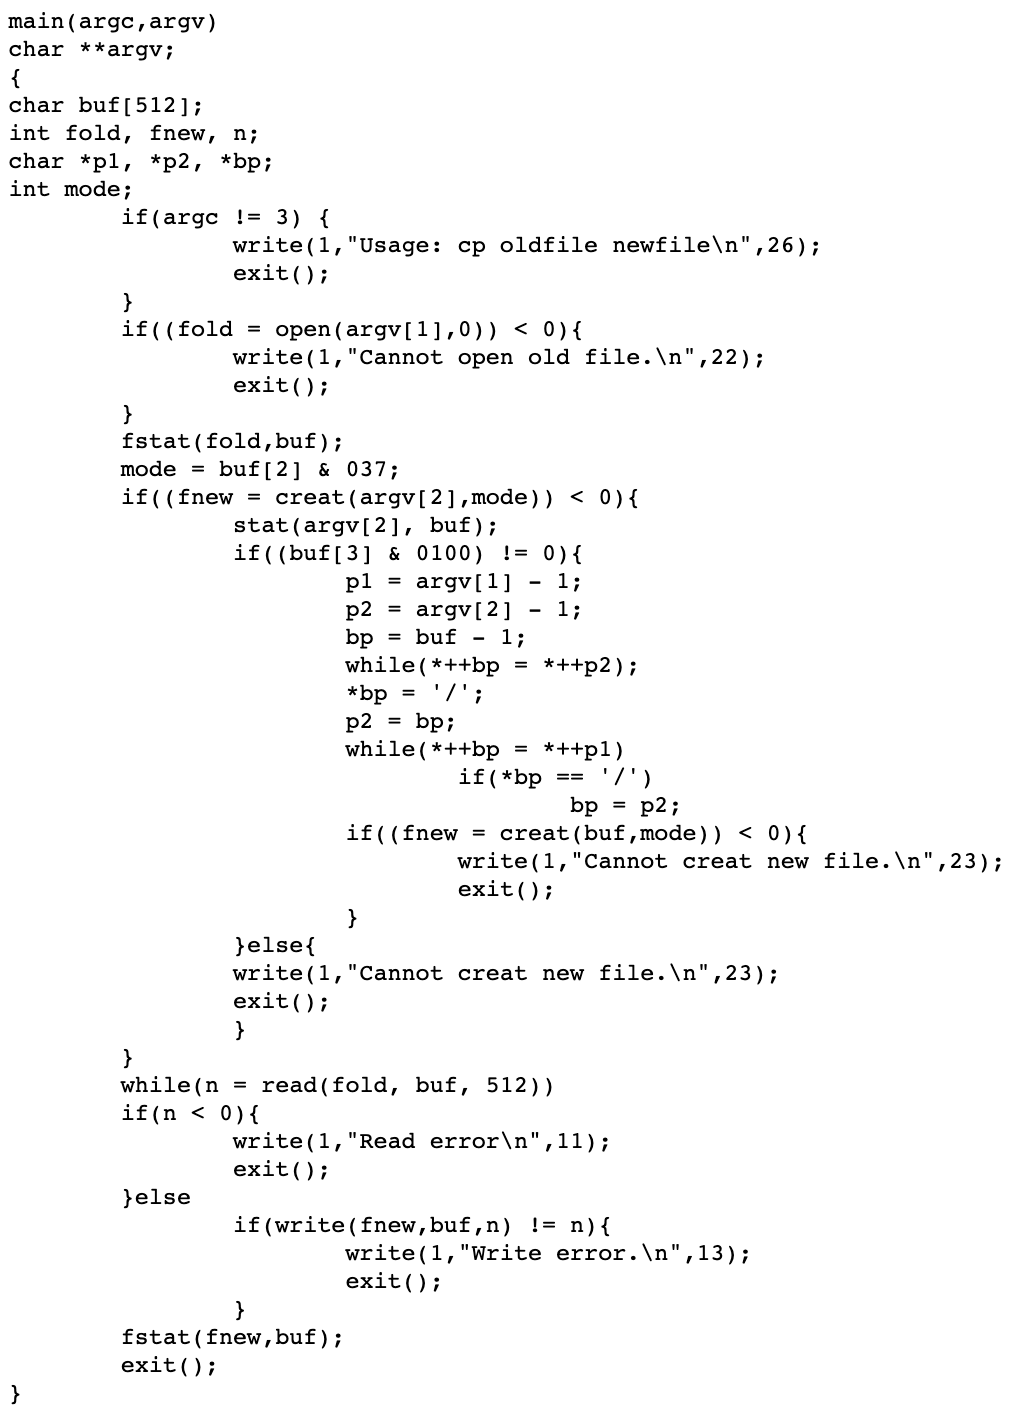 main(argc,argv)
char **argv;
{
char buf[512];
int fold, fnew, n;
char *p1, *p2, *bp;
int mode;
        if(argc != 3) {
                write(1,"Usage: cp oldfile newfile\n",26);
                exit();
        }
        if((fold = open(argv[1],0)) < 0){
                write(1,"Cannot open old file.\n",22);
                exit();
        }
        fstat(fold,buf);
        mode = buf[2] & 037;
        if((fnew = creat(argv[2],mode)) < 0){
                stat(argv[2], buf);
                if((buf[3] & 0100) != 0){
                        p1 = argv[1] - 1;
                        p2 = argv[2] - 1;
                        bp = buf - 1;
                        while(*++bp = *++p2);
                        *bp = '/';
                        p2 = bp;
                        while(*++bp = *++p1)
                                if(*bp == '/')
                                        bp = p2;
                        if((fnew = creat(buf,mode)) < 0){
                                write(1,"Cannot creat new file.\n",23);
                                exit();
                        }
                }else{
                write(1,"Cannot creat new file.\n",23);
                exit();
                }
        }
        while(n = read(fold, buf, 512))
        if(n < 0){
                write(1,"Read error\n",11);
                exit();
        }else
                if(write(fnew,buf,n) != n){
                        write(1,"Write error.\n",13);
                        exit();
                }
        fstat(fnew,buf);
        exit();
}